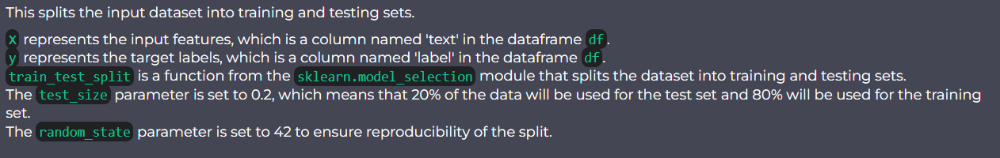 This splits the input dataset into training and testing sets.
X represents the input features, which is a column named 'text' in the dataframe df.
y represents the target labels, which is a column named 'label' in the dataframe df.
train_test_split is a function from the sklearn.model_selection module that splits the dataset into training and testing sets.
The test_size parameter is set to 0.2, which means that 20% of the data will be used for the test set and 80% will be used for the training
set.
The random_state parameter is set to 42 to ensure reproducibility of the split.